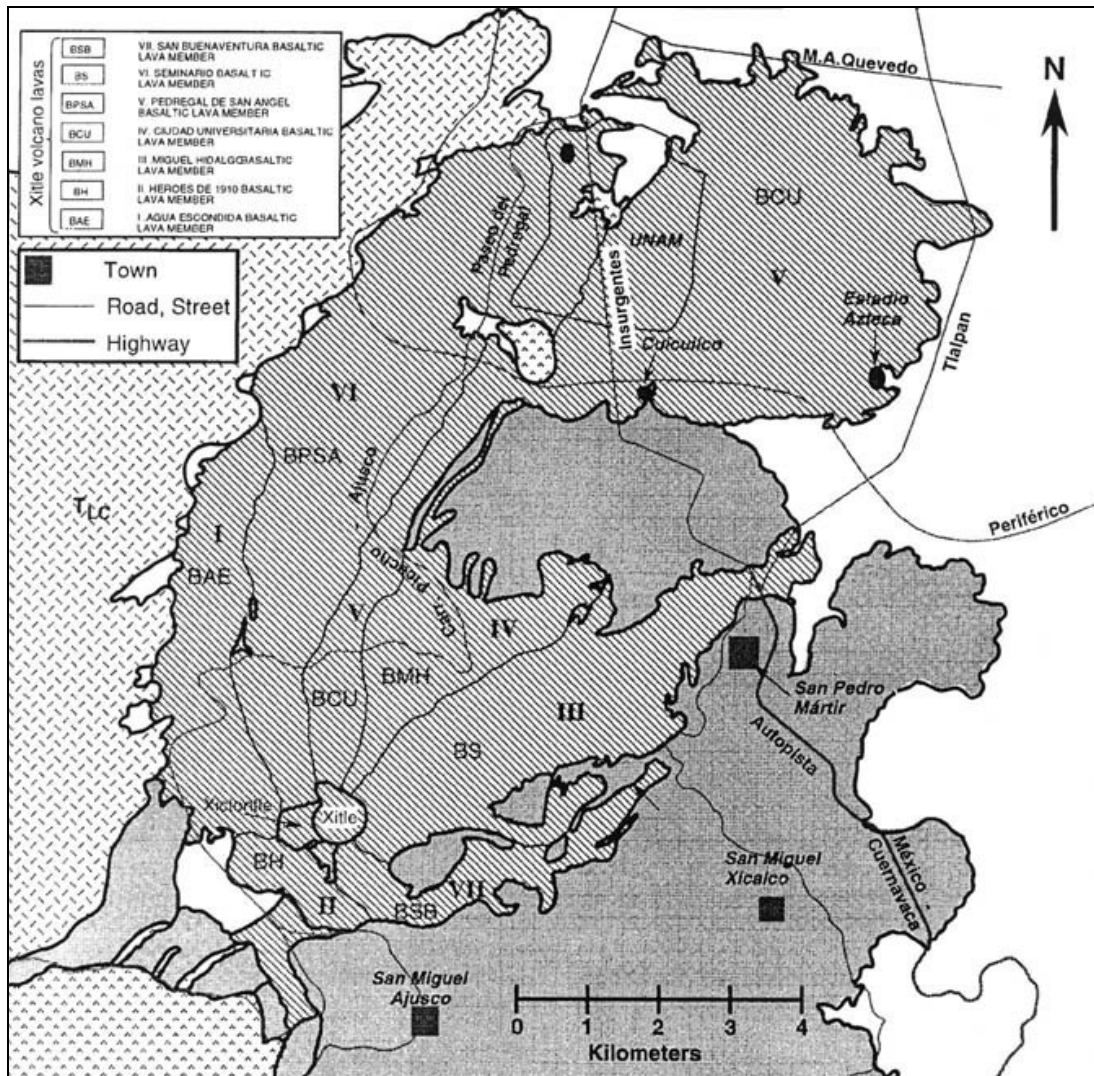 Xitle volcano lavas
BSB VII. SAN BUENAVENTURA BASALTIC
LAVA MEMBER
BS VI. SEMINARIO BASALTIC
LAVA MEMBER
BPSA V. PEDREGAL DE SAN ANGEL
BASALTIC LAVA MEMBER
BCU IV. CIUDAD UNIVERSITARIA BASALTIC
LAVA MEMBER
BMH III. MIGUEL HIDALGOBASALTIC
LAVA MEMBER
BH II. HEROES DE 1910 BASALTIC
LAVA MEMBER
BAE I. AGUA ESCONDIDA BASALTIC
LAVA MEMBER
Town
Road, Street
Highway
M.A.Quevedo
N
BCU
Paseo del
Pedregal
UNAM
Insurgentes
V
Estadio
Azteca
Tlalpan
Cuicuilco
VI
BPSA
Ajusco
TLC
I
BAE
Periférico
Carr. Picacho
V
IV
BMH
BCU
III
BS
San Pedro
Mártir
Autopista
Xitle
México
Cuernavaca
BH
II
BSB
VII
San Miguel
Xicalco
San Miguel
Ajusco
0 1 2 3 4
Kilometers